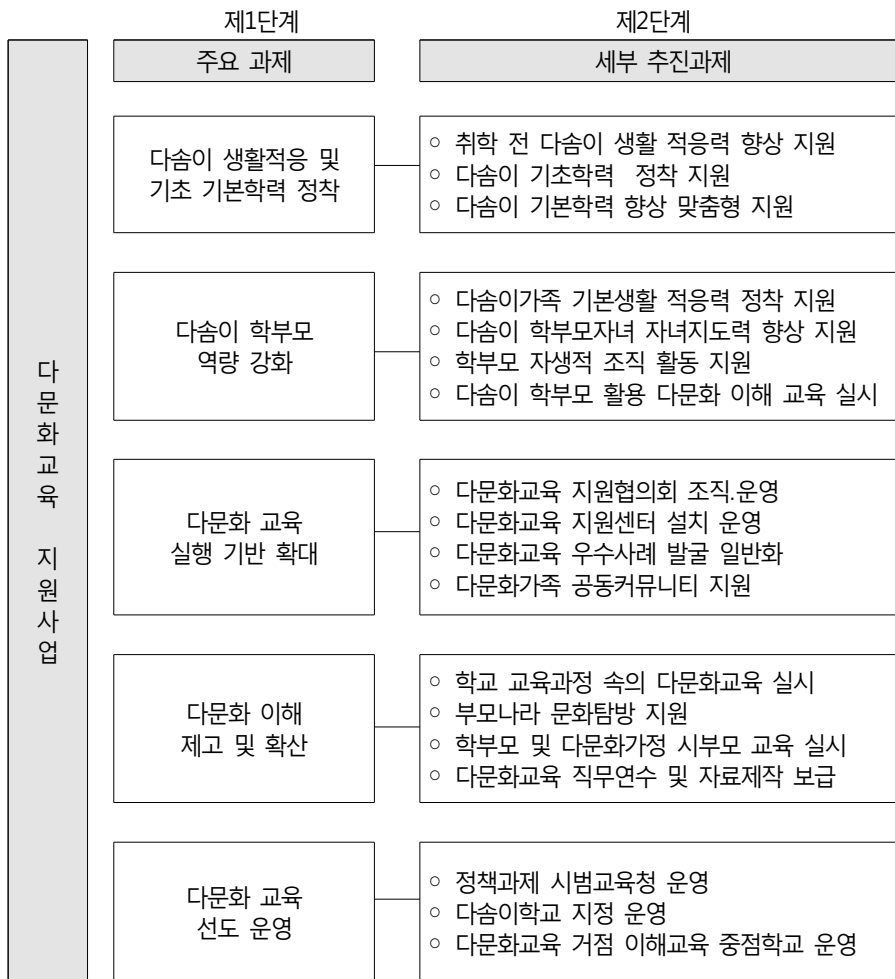 제1단계
제2단계
주요 과제
세부 추진과제
다문화교육 지원사업
다솜이 생활적응 및
기초 기본학력 정착
○ 취학 전 다솜이 생활 적응력 향상 지원
○ 다솜이 기초학력 정착 지원
○ 다솜이 기본학력 향상 맞춤형 지원
다솜이 학부모
역량 강화
○ 다솜이가족 기본생활 적응력 정착 지원
○ 다솜이 학부모자녀 자녀지도력 향상 지원
○ 학부모 자생적 조직 활동 지원
○ 다솜이 학부모 활용 다문화 이해 교육 실시
다문화 교육
실행 기반 확대
○ 다문화교육 지원협의회 조직.운영
○ 다문화교육 지원센터 설치 운영
○ 다문화교육 우수사례 발굴 일반화
○ 다문화가족 공동커뮤니티 지원
다문화 이해
제고 및 확산
○ 학교 교육과정 속의 다문화교육 실시
○ 부모나라 문화탐방 지원
○ 학부모 및 다문화가정 시부모 교육 실시
○ 다문화교육 직무연수 및 자료제작 보급
다문화 교육
선도 운영
○ 정책과제 시범교육청 운영
○ 다솜이학교 지정 운영
○ 다문화교육 거점 이해교육 중점학교 운영